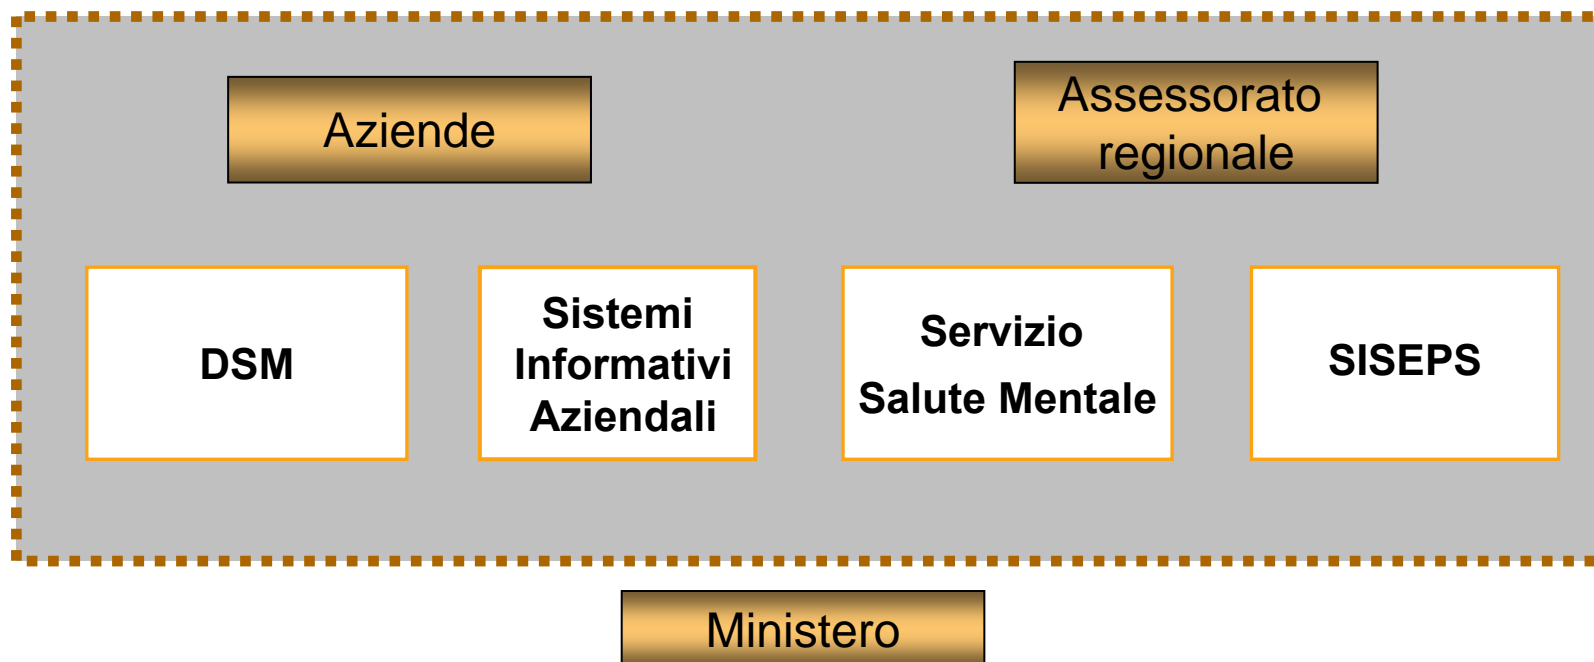 Aziende
Assessorato
regionale
DSM
Sistemi
Informativi
Aziendali
Servizio
Salute Mentale
SISEPS
Ministero